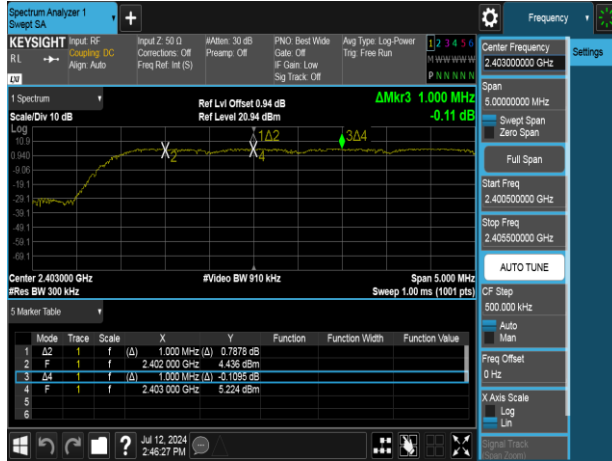 Spectrum Analyzer 1
Swept SA
+
Frequency
KEYSIGHT Input: RF Input Z: 50 Ω #Atten: 30 dB PNO: Best Wide Avg Type: Log-Power 1 2 3 4 5 6
RL Coupling: DC Corrections: Off Preamp: Off Gate: Off Trig: Free Run M W W W W W
Align: Auto Freq Ref: Int (S) IF Gain: Low P N N N N N
Sig Track: Off
LXI
Center Frequency
2.403000000 GHz
Settings
Span
5.00000000 MHz
Swept Span
Zero Span
Full Span
Start Freq
2.400500000 GHz
Stop Freq
2.405500000 GHz
AUTO TUNE
CF Step
500.000 kHz
Auto
Man
Freq Offset
0 Hz
X Axis Scale
Log
Lin
Signal Track
(Span Zoom)
1 Spectrum
Scale/Div 10 dB
Ref Lvl Offset 0.94 dB
Ref Level 20.94 dBm
ΔMkr3 1.000 MHz
-0.11 dB
Log
10.9
0.940
-9.06
-19.1
-29.1
-39.1
-49.1
-59.1
-69.1
1Δ2
3Δ4
2
4
Center 2.403000 GHz #Video BW 910 kHz Span 5.000 MHz
#Res BW 300 kHz Sweep 1.00 ms (1001 pts)
5 Marker Table
Mode Trace Scale X Y Function Function Width Function Value
1 Δ2 1 f (Δ) 1.000 MHz (Δ) 0.7878 dB
2 F 1 f 2.402 000 GHz 4.436 dBm
3 Δ4 1 f (Δ) 1.000 MHz (Δ) -0.1095 dB
4 F 1 f 2.403 000 GHz 5.224 dBm
5
6
?
Jul 12, 2024
2:46:27 PM